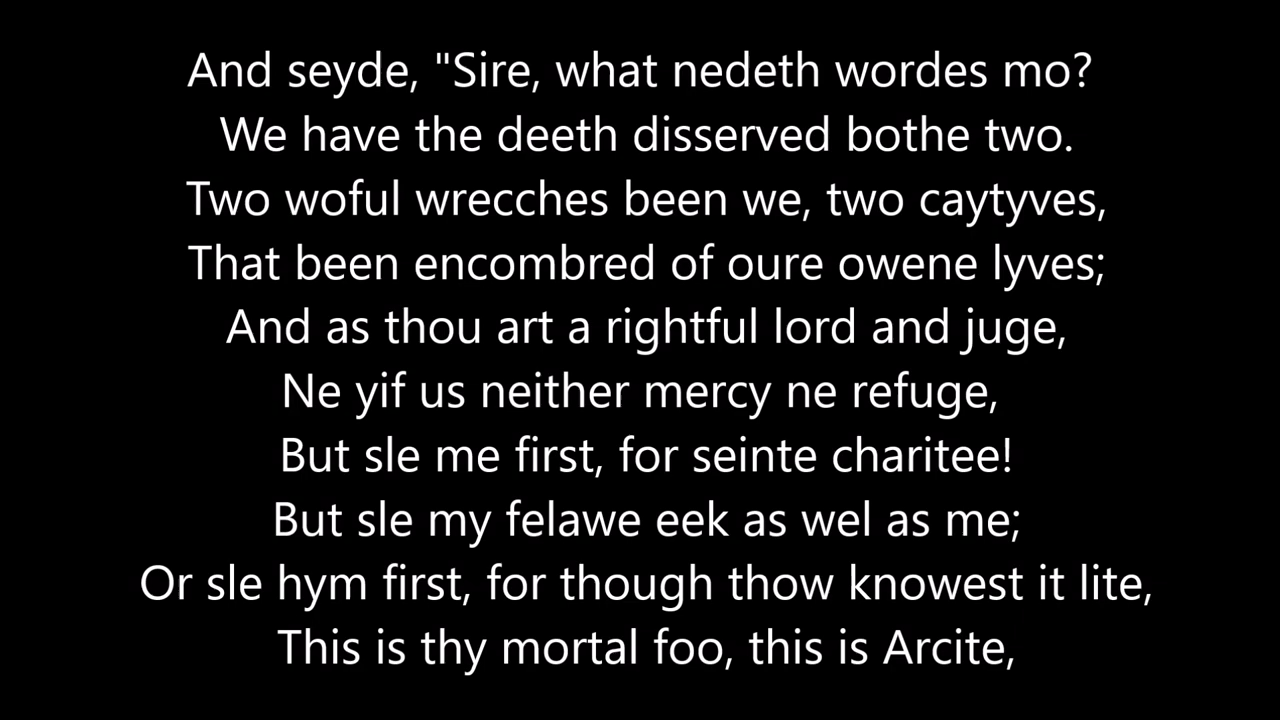 And seyde, "Sire, what nedeth wordes mo?
We have the deeth disserved bothe two.
Two woful wrecches been we, two caytyves,
That been encombred of oure owene lyves;
And as thou art a rightful lord and juge,
Ne yif us neither mercy ne refuge,
But sle me first, for seinte charitee!
But sle my felawe eek as wel as me;
Or sle hym first, for though thow knowest it lite,
This is thy mortal foo, this is Arcite,